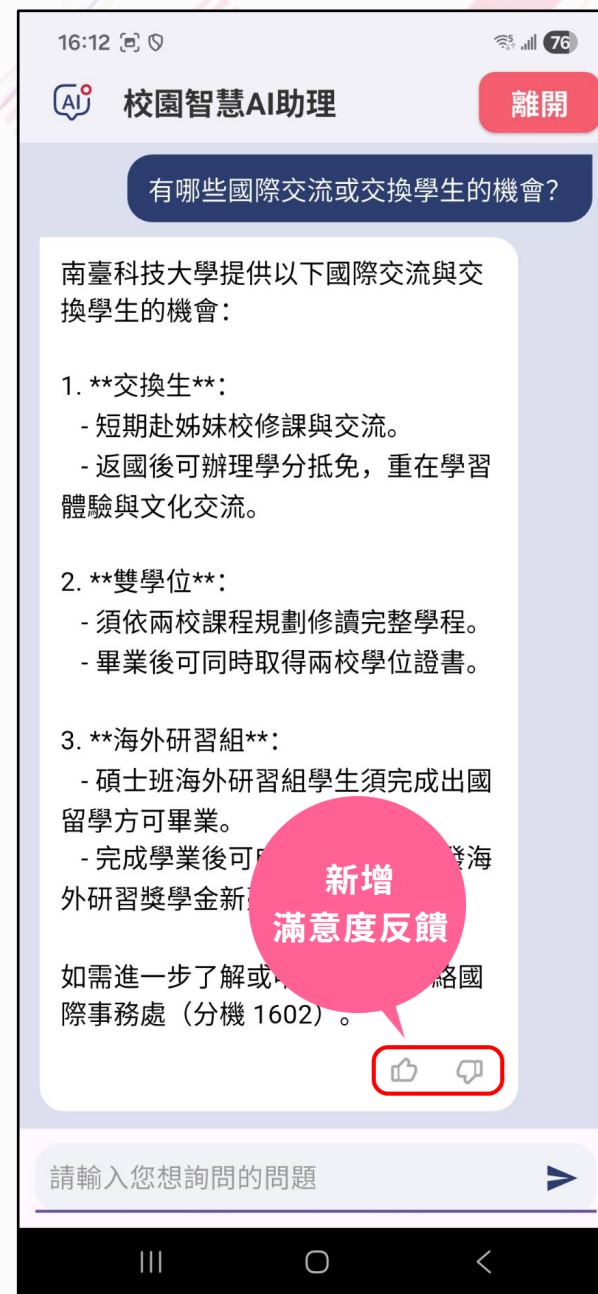 16:12
76
AI 校園智慧AI助理 離開
有哪些國際交流或交換學生的機會?
南臺科技大學提供以下國際交流與交
換學生的機會:
1. **交換生**:
- 短期赴姊妹校修課與交流。
- 返國後可辦理學分抵免，重在學習
體驗與文化交流。
2. **雙學位**:
- 須依兩校課程規劃修讀完整學程。
- 畢業後可同時取得兩校學位證書。
3. **海外研習組**:
- 碩士班海外研習組學生須完成出國
留學方可畢業。
- 完成學業後可
發海
外研習獎學金新
新增
滿意度反饋
如需進一步了解或
絡國
際事務處（分機 1602）。
請輸入您想詢問的問題